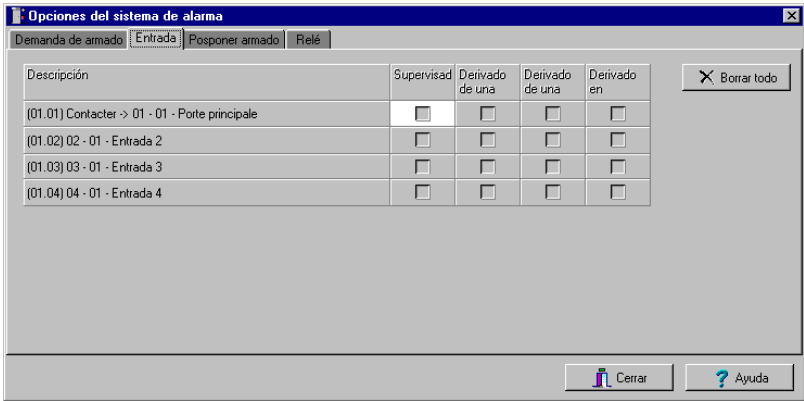 Opciones del sistema de alarma
Demanda de armado Entrada Posponer armado Relé
Descripción Supervisad Derivado de una Derivado de una Derivado en
Borrar todo
(01.01) Contacter -> 01 - 01 - Porte principale
(01.02) 02 - 01 - Entrada 2
(01.03) 03 - 01 - Entrada 3
(01.04) 04 - 01 - Entrada 4
Cerrar ? Ayuda